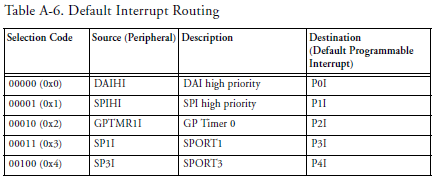 Table A-6. Default Interrupt Routing
Selection Code Source (Peripheral) Description Destination
(Default Programmable
Interrupt)
00000 (0x0) DAIHI DAI high priority P0I
00001 (0x1) SPIHI SPI high priority P1I
00010 (0x2) GPTMR1I GP Timer 0 P2I
00011 (0x3) SP1I SPORT1 P3I
00100 (0x4) SP3I SPORT3 P4I